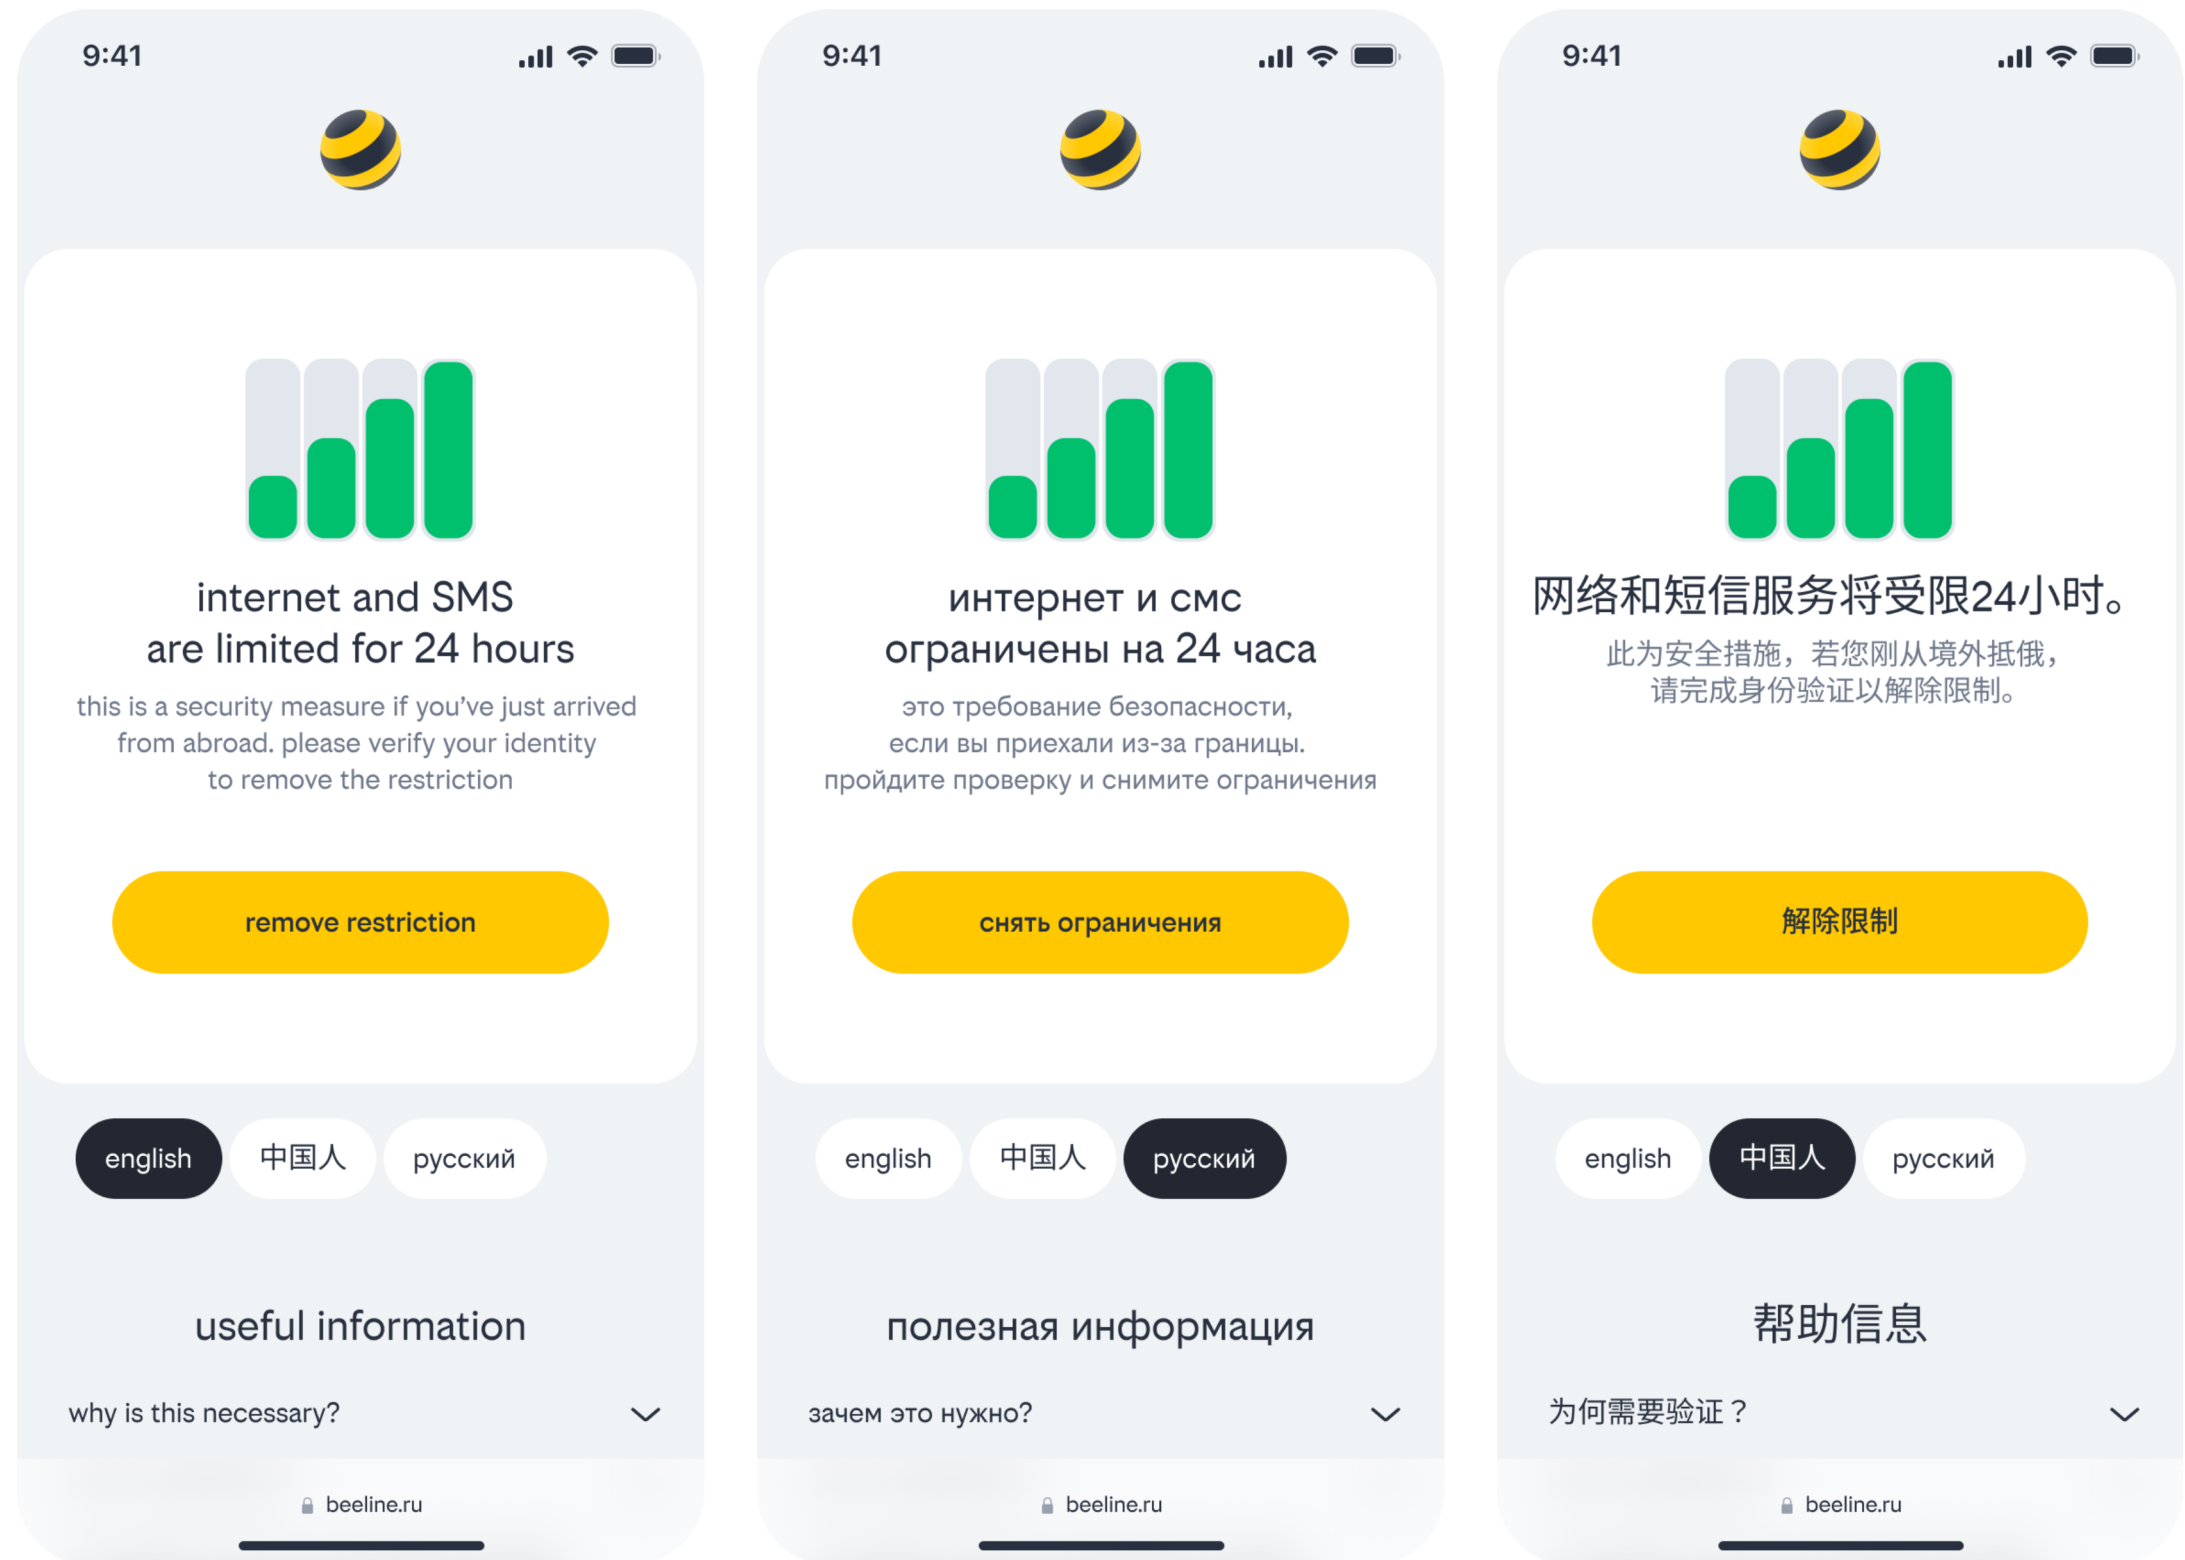 9:41
internet and SMS
are limited for 24 hours
this is a security measure if you’ve just arrived
from abroad. please verify your identity
to remove the restriction
remove restriction
english 中国人 русский
useful information
why is this necessary?
beeline.ru
9:41
интернет и смс
ограничены на 24 часа
это требование безопасности,
если вы приехали из-за границы.
пройдите проверку и снимите ограничения
снять ограничения
english 中国人 русский
полезная информация
зачем это нужно?
beeline.ru
9:41
网络和短信服务将受限24小时。
此为安全措施，若您刚从境外抵俄，
请完成身份验证以解除限制。
解除限制
english 中国人 русский
帮助信息
为何需要验证？
beeline.ru